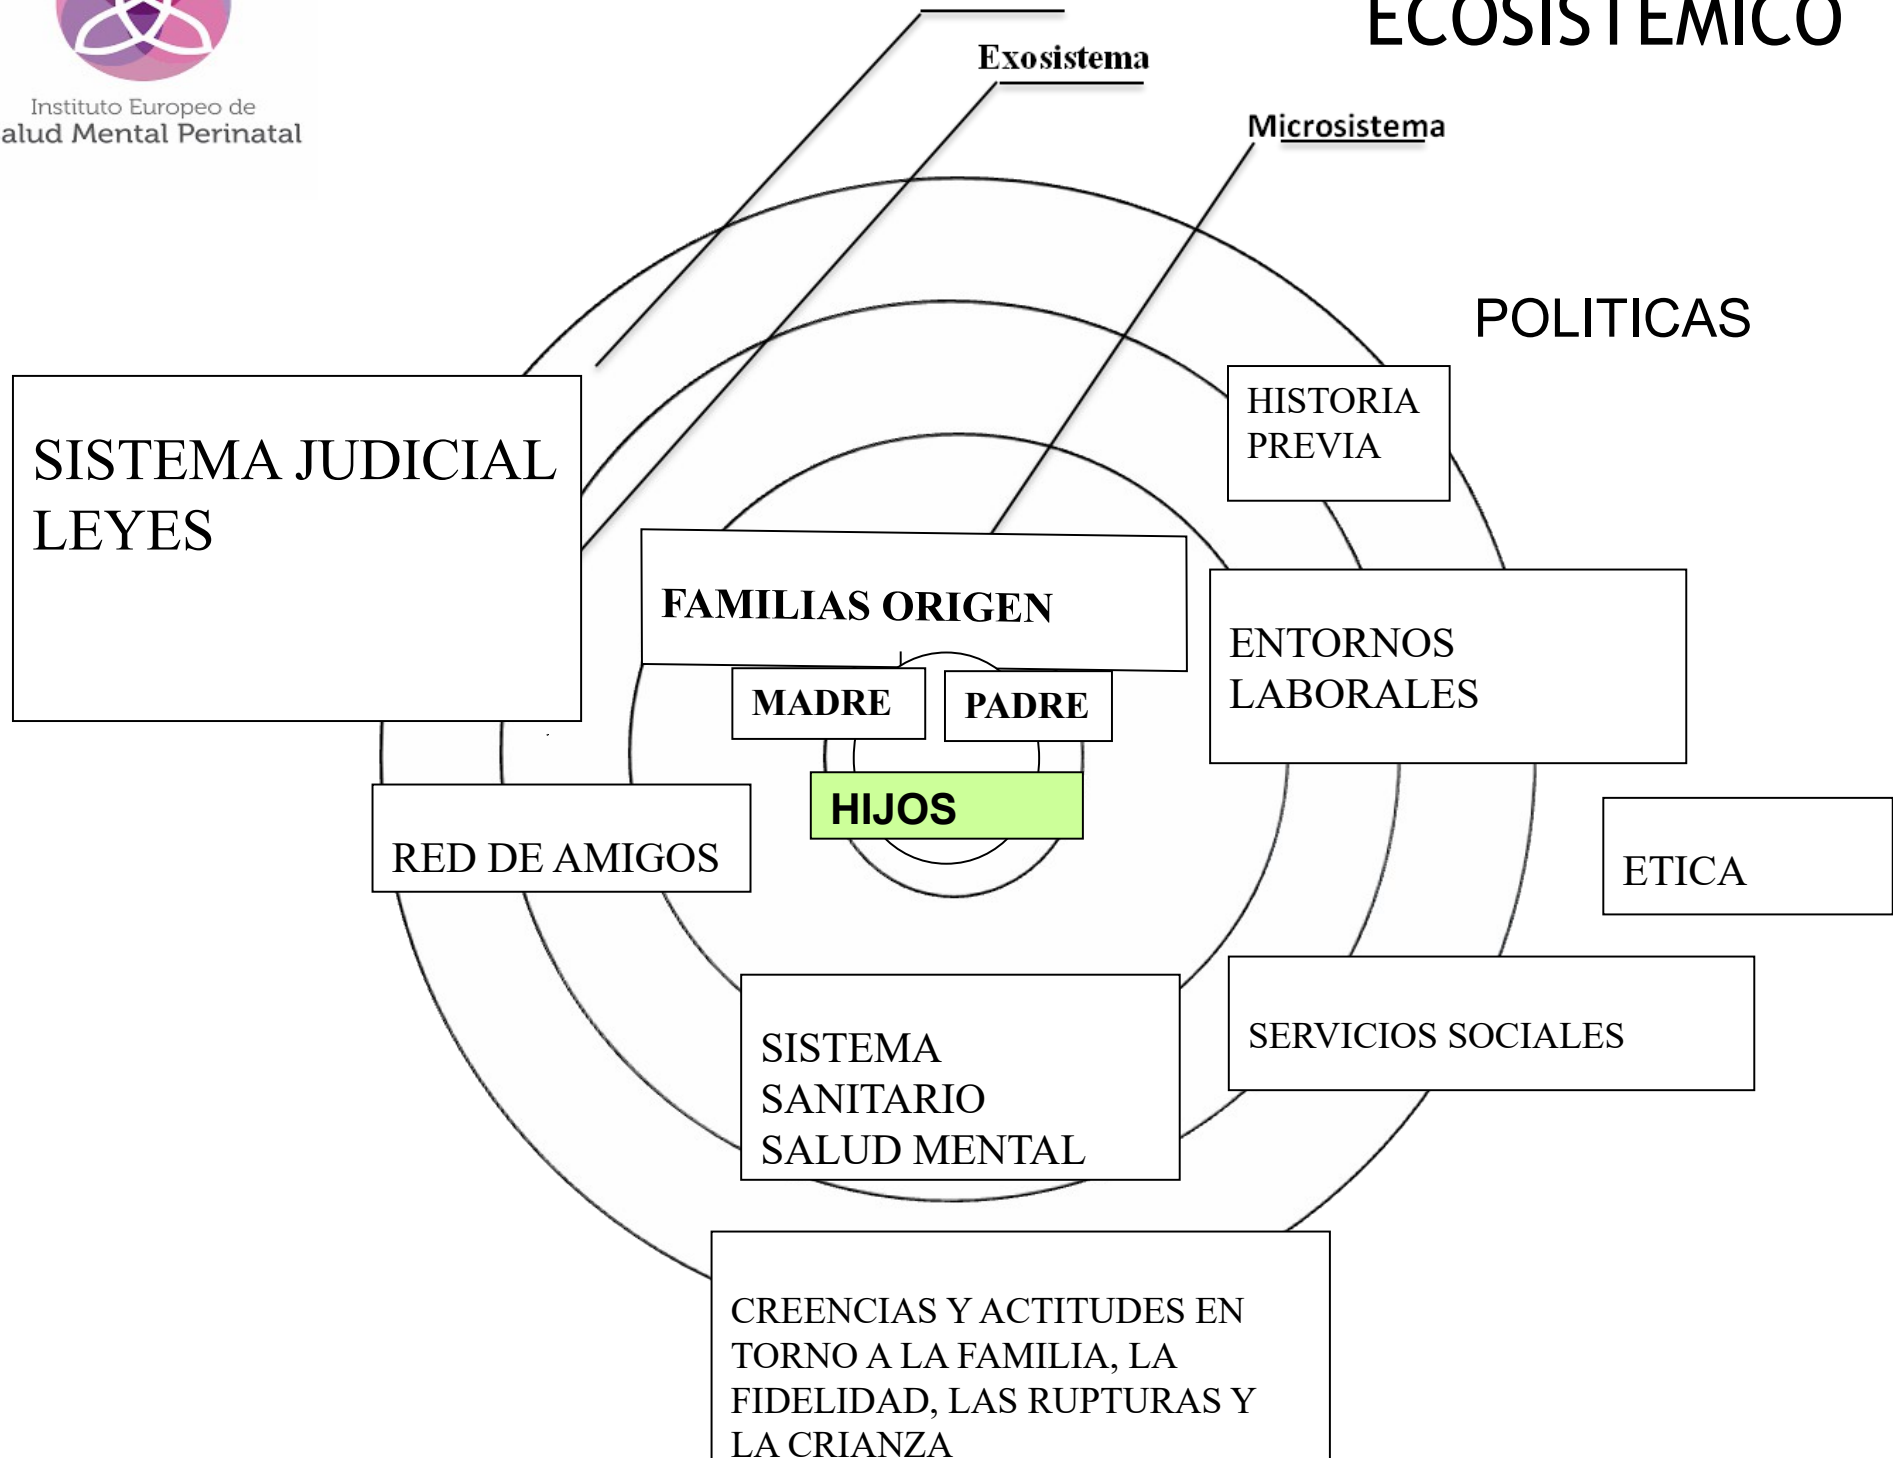 ECOSISTEMICO
Exosistema
Instituto Europeo de
alud Mental Perinatal
Microsistema
POLITICAS
HISTORIA
PREVIA
SISTEMA JUDICIAL
LEYES
FAMILIAS ORIGEN
ENTORNOS
LABORALES
MADRE
PADRE
HIJOS
RED DE AMIGOS
ETICA
SISTEMA
SANITARIO
SALUD MENTAL
SERVICIOS SOCIALES
CREENCIAS Y ACTITUDES EN
TORNO A LA FAMILIA, LA
FIDELIDAD, LAS RUPTURAS Y
LA CRIANZA